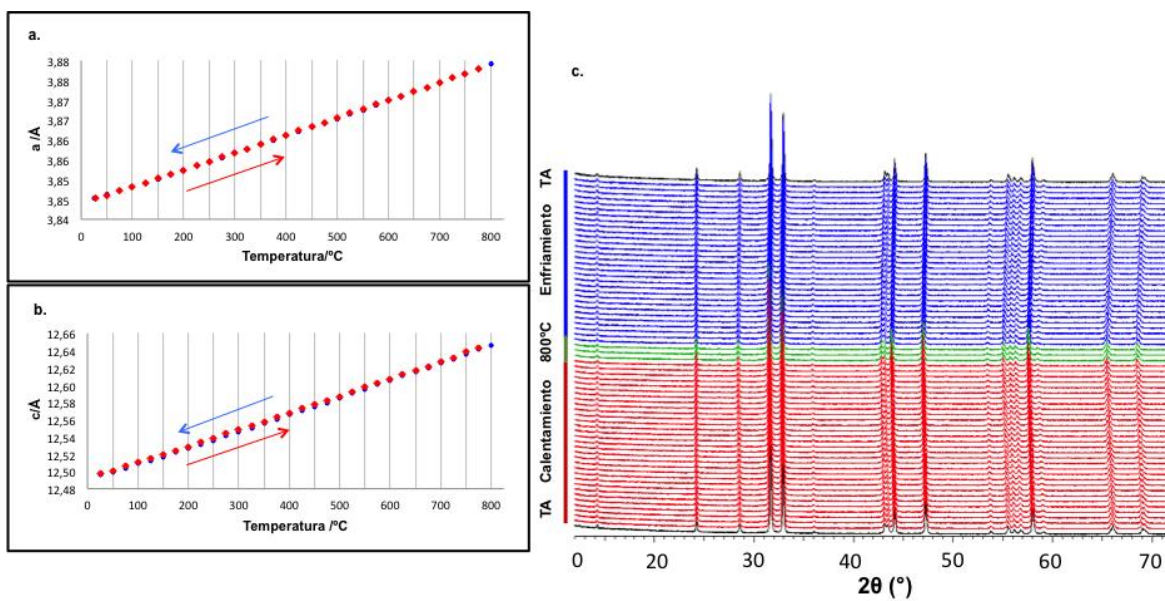 a.
3,88
3,88
3,87
3,87
3,86
3,86
3,85
3,85
3,84
a /Å
0 100 200 300 400 500 600 700 800
Temperatura/ºC
b.
12,66
12,64
12,60
12,58
12,56
12,54
12,52
12,50
12,48
c/Å
0 100 200 300 400 500 600 700 800
Temperatura /ºC
c.
TA
Enfriamiento
800ºC
Calentamiento
TA
0 20 30 40 50 60 70
2θ (°)